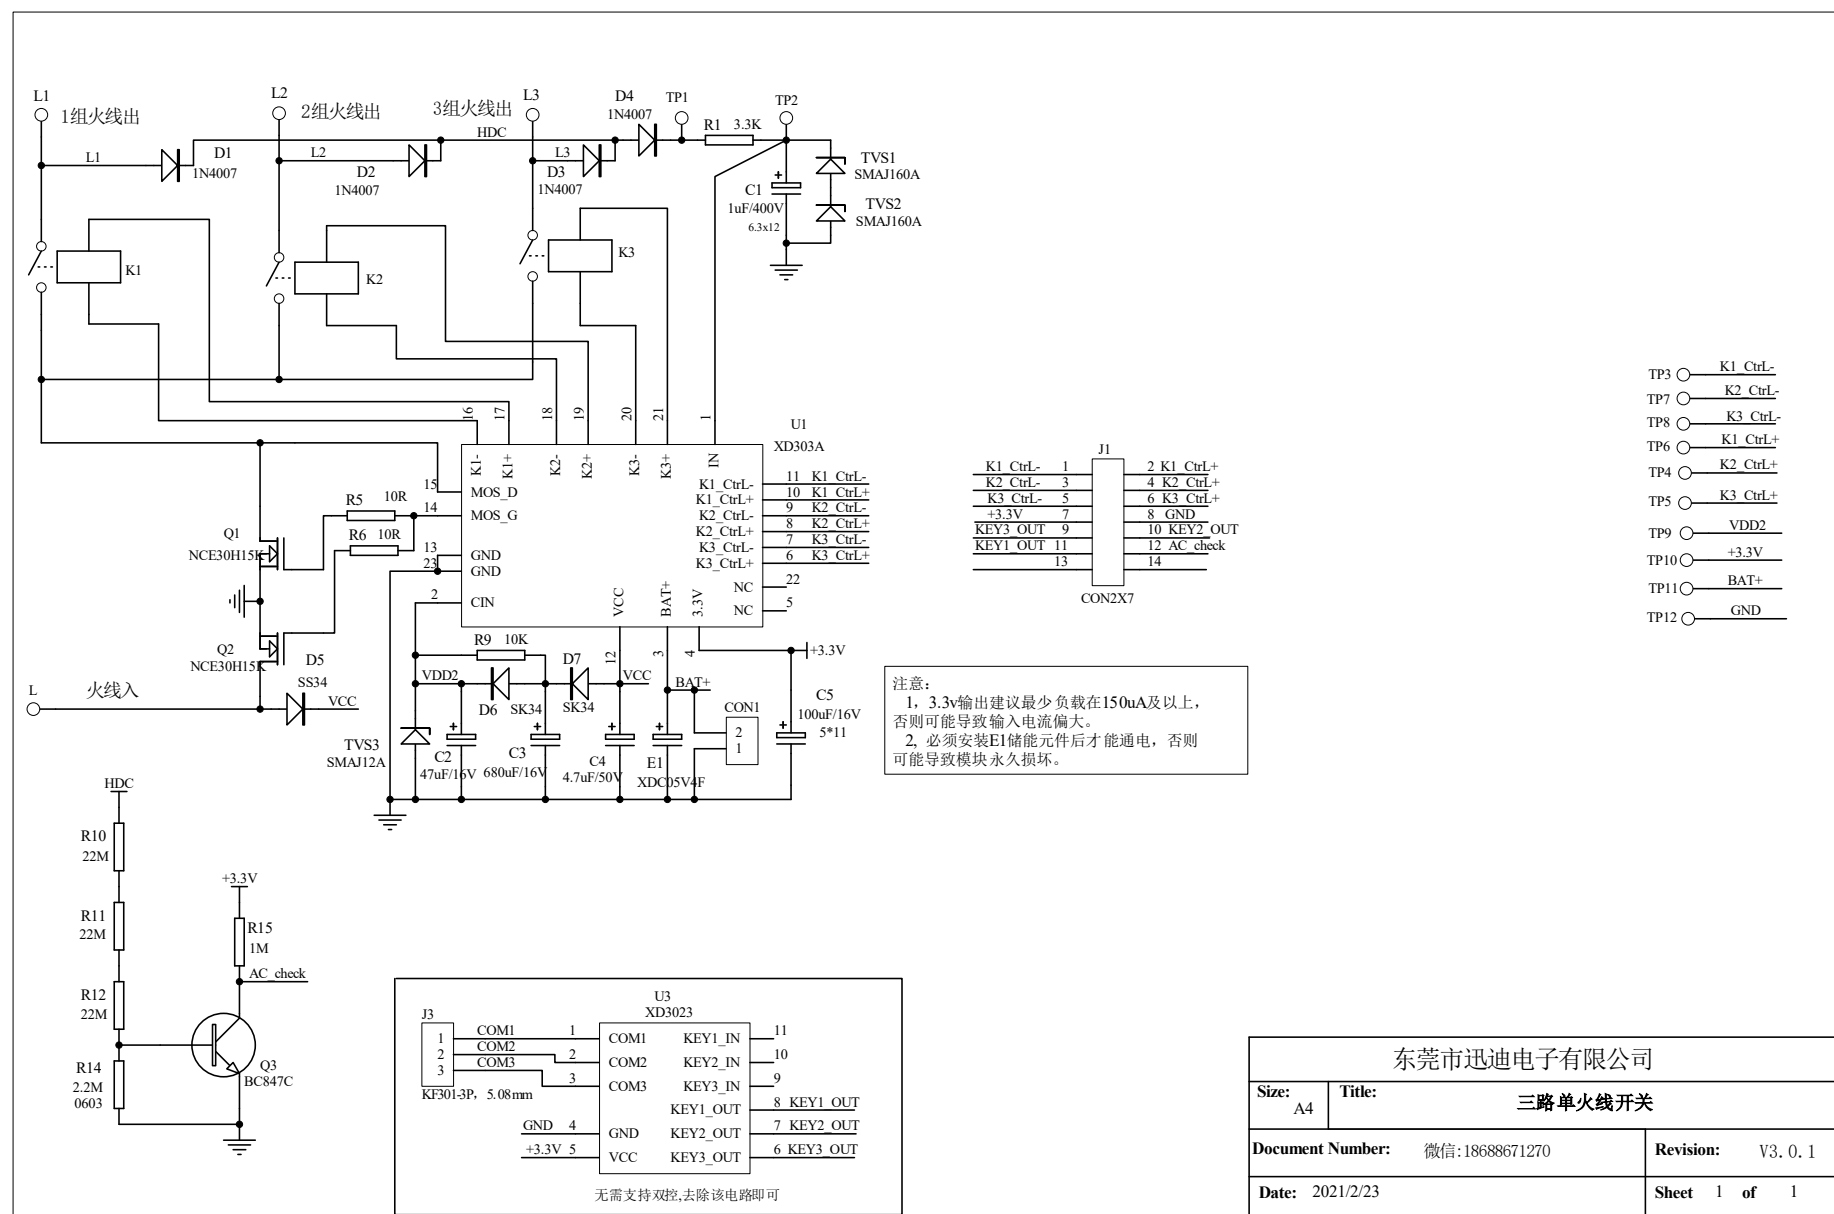 L1
1组火线出
L2
2组火线出
3组火线出
L3
D4
1N4007
TP1
TP2
HDC
R1 3.3K
L1
D1
1N4007
L2
D2
1N4007
L3
D3
1N4007
TVS1
SMAJ160A
C1
1uF/400V
6.3x12
TVS2
SMAJ160A
K1
K2
K3
16
17
18
19
20
21
1
U1
XD303A
K1-
K1+
K2-
K2+
K3-
K3+
IN
15 MOS_D
14 MOS_G
13 GND
23 GND
2 CIN
K1_CtrL- 11 K1_CtrL-
K1_CtrL+ 10 K1_CtrL+
K2_CtrL- 9 K2_CtrL-
K2_CtrL+ 8 K2_CtrL+
K3_CtrL- 7 K3_CtrL-
K3_CtrL+ 6 K3_CtrL+
NC 22
NC 5
VCC
BAT+
3.3V
12
3
4
R5 10R
R6 10R
Q1
NCE30H15K
Q2
NCE30H15K
D5
SS34
VCC
L
火线入
R9 10K
VDD2
D6 SK34
D7
SK34
VCC
BAT+
+3.3V
TVS3
SMAJ12A
C2
47uF/16V
C3
680uF/16V
C4
4.7uF/50V
E1
XDC05V4F
CON1
2
1
C5
100uF/16V
5*11
J1
K1_CtrL- 1 2 K1_CtrL+
K2_CtrL- 3 4 K2_CtrL+
K3_CtrL- 5 6 K3_CtrL+
+3.3V 7 8 GND
KEY3_OUT 9 10 KEY2_OUT
KEY1_OUT 11 12 AC_check
13 14
CON2X7
TP3 K1_CtrL-
TP7 K2_CtrL-
TP8 K3_CtrL-
TP6 K1_CtrL+
TP4 K2_CtrL+
TP5 K3_CtrL+
TP9 VDD2
TP10 +3.3V
TP11 BAT+
TP12 GND
注意：
1，3.3v输出建议最少负载在150uA及以上，
否则可能导致输入电流偏大。
2, 必须安装E1储能元件后才能通电，否则
可能导致模块永久损坏。
HDC
R10
22M
R11
22M
R12
22M
R14
2.2M
0603
+3.3V
R15
1M
AC_check
Q3
BC847C
U3
XD3023
J3
1 COM1 1 COM1
2 COM2 2 COM2
3 COM3 3 COM3
KF301-3P，5.08mm
GND 4 GND
+3.3V 5 VCC
KEY1_IN 11
KEY2_IN 10
KEY3_IN 9
KEY1_OUT 8 KEY1_OUT
KEY2_OUT 7 KEY2_OUT
KEY3_OUT 6 KEY3_OUT
无需支持双控,去除该电路即可
东莞市迅迪电子有限公司
Size: A4 Title: 三路单火线开关
Document Number: 微信:18688671270 Revision: V3.0.1
Date: 2021/2/23 Sheet 1 of 1